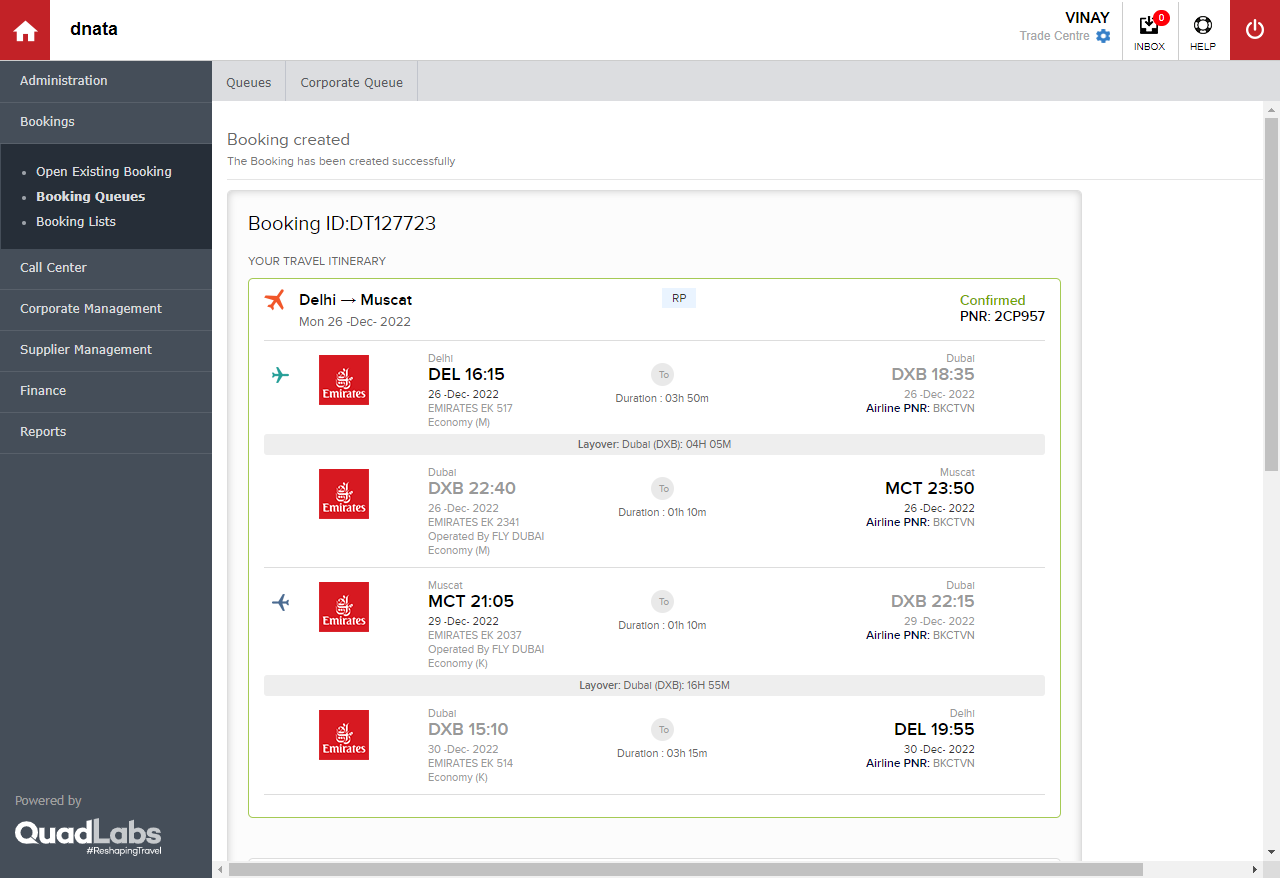 dnata
VINAY
Trade Centre
0
INBOX
HELP
Administration
Bookings
Open Existing Booking
Booking Queues
Booking Lists
Call Center
Corporate Management
Supplier Management
Finance
Reports
Powered by
QuadLabs
#ReshapingTravel
Queues
Corporate Queue
Booking created
The Booking has been created successfully
Booking ID:DT127723
YOUR TRAVEL ITINERARY
Delhi → Muscat
Mon 26 -Dec- 2022
RP
Confirmed
PNR: 2CP957
Emirates
Delhi
DEL 16:15
26 -Dec- 2022
EMIRATES EK 517
Economy (M)
To
Duration : 03h 50m
Dubai
DXB 18:35
26 -Dec- 2022
Airline PNR: BKCTVN
Layover: Dubai (DXB): 04H 05M
Emirates
Dubai
DXB 22:40
26 -Dec- 2022
EMIRATES EK 2341
Operated By FLY DUBAI
Economy (M)
To
Duration : 01h 10m
Muscat
MCT 23:50
26 -Dec- 2022
Airline PNR: BKCTVN
Emirates
Muscat
MCT 21:05
29 -Dec- 2022
EMIRATES EK 2037
Operated By FLY DUBAI
Economy (K)
To
Duration : 01h 10m
Dubai
DXB 22:15
29 -Dec- 2022
Airline PNR: BKCTVN
Layover: Dubai (DXB): 16H 55M
Emirates
Dubai
DXB 15:10
30 -Dec- 2022
EMIRATES EK 514
Economy (K)
To
Duration : 03h 15m
Delhi
DEL 19:55
30 -Dec- 2022
Airline PNR: BKCTVN